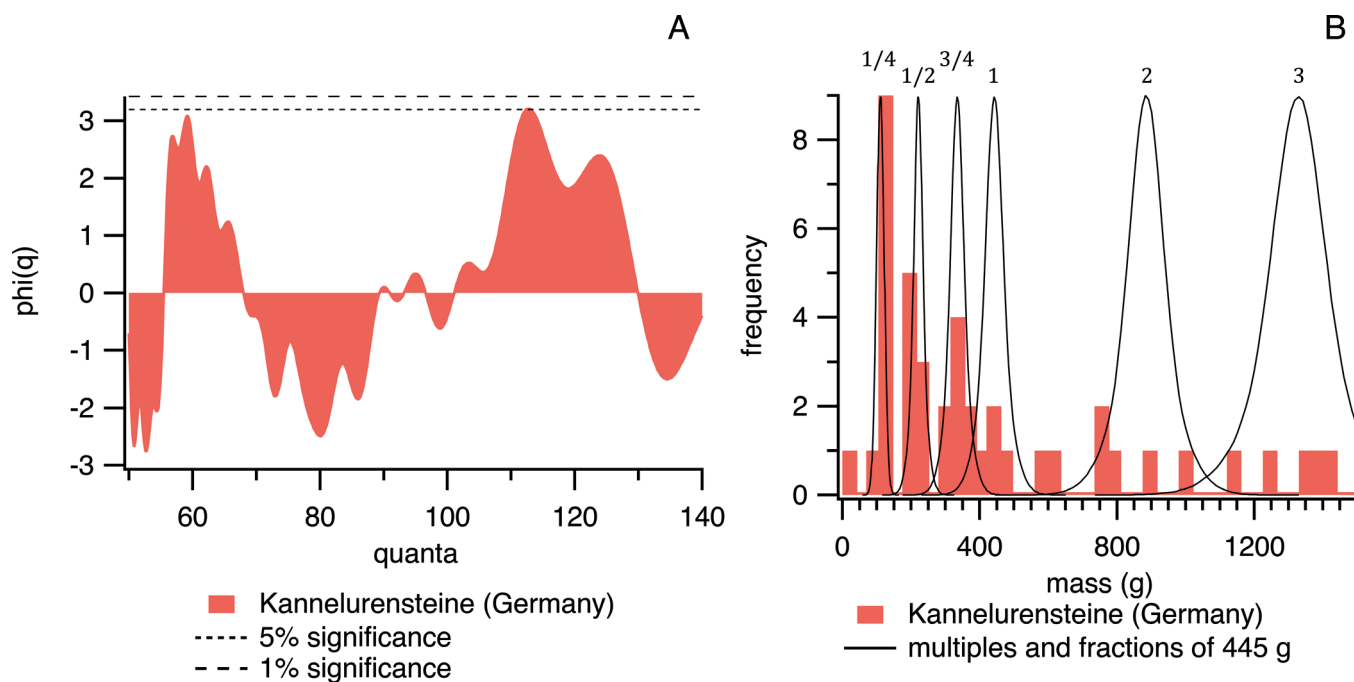 A
phi(q)
3
2
1
0
-1
-2
-3
60 80 100 120 140
quanta
Kannelurensteine (Germany)
5% significance
1% significance
B
1/4 1/2 3/4 1 2 3
frequency
8
6
4
2
0
0 400 800 1200
mass (g)
Kannelurensteine (Germany)
multiples and fractions of 445 g